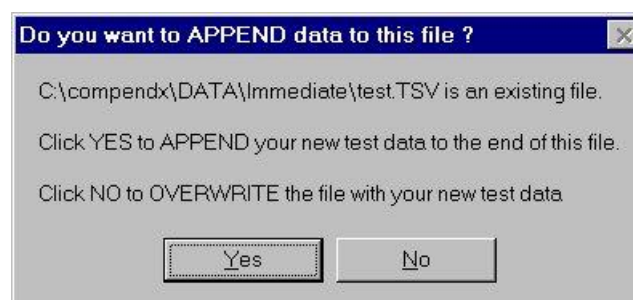 Do you want to APPEND data to this file ?
C:\compendx\DATA\Immediate\test.TSV is an existing file.
Click YES to APPEND your new test data to the end of this file.
Click NO to OVERWRITE the file with your new test data
Yes
No